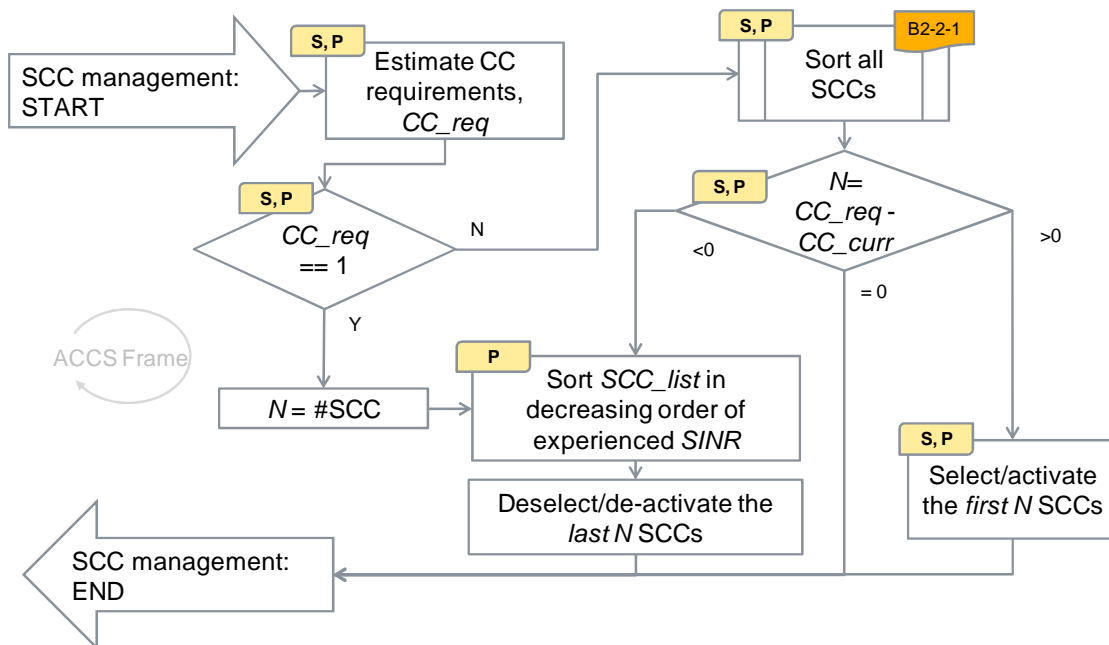 SCC management:
START
S, P
Estimate CC
requirements,
CC_req
S, P
CC_req
== 1
N
Y
S, P
B2-2-1
Sort all
SCCs
S, P
N=
CC_req -
CC_curr
<0
= 0
>0
ACCS Frame
N = #SCC
P
Sort SCC_list in
decreasing order of
experienced SINR
Deselect/de-activate the
last N SCCs
S, P
Select/activate
the first N SCCs
SCC management:
END